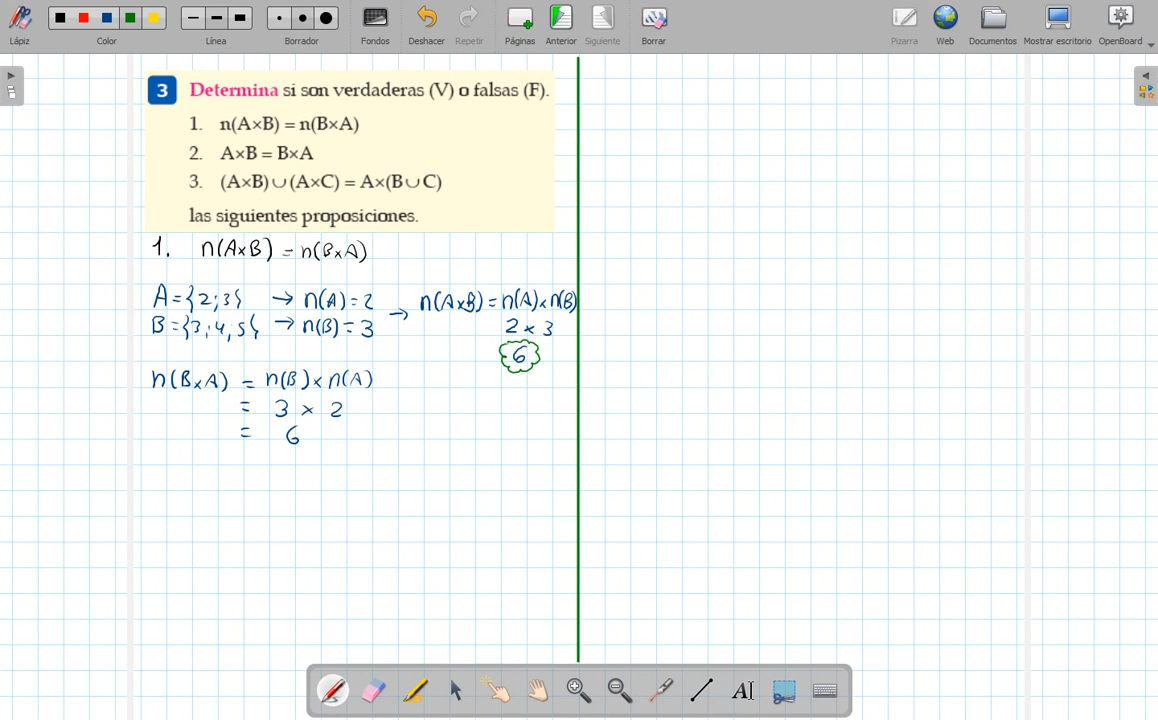 Lápiz Color Línea Borrador Fondos Deshacer Repetir Páginas Anterior Siguiente Borrar Pizarra Web Documentos Mostrar escritorio OpenBoard
3 Determina si son verdaderas (V) o falsas (F).
1. n(A×B) = n(B×A)
2. A×B = B×A
3. (A×B)∪(A×C) = A×(B∪C)
las siguientes proposiciones.
1. n(A×B) = n(B×A)
A = {2;3} → n(A) = 2 → n(A×B) = n(A)×n(B)
B = {3;4;5} → n(B) = 3
2 × 3
6
n(B×A) = n(B)×n(A)
= 3 × 2
= 6
AI